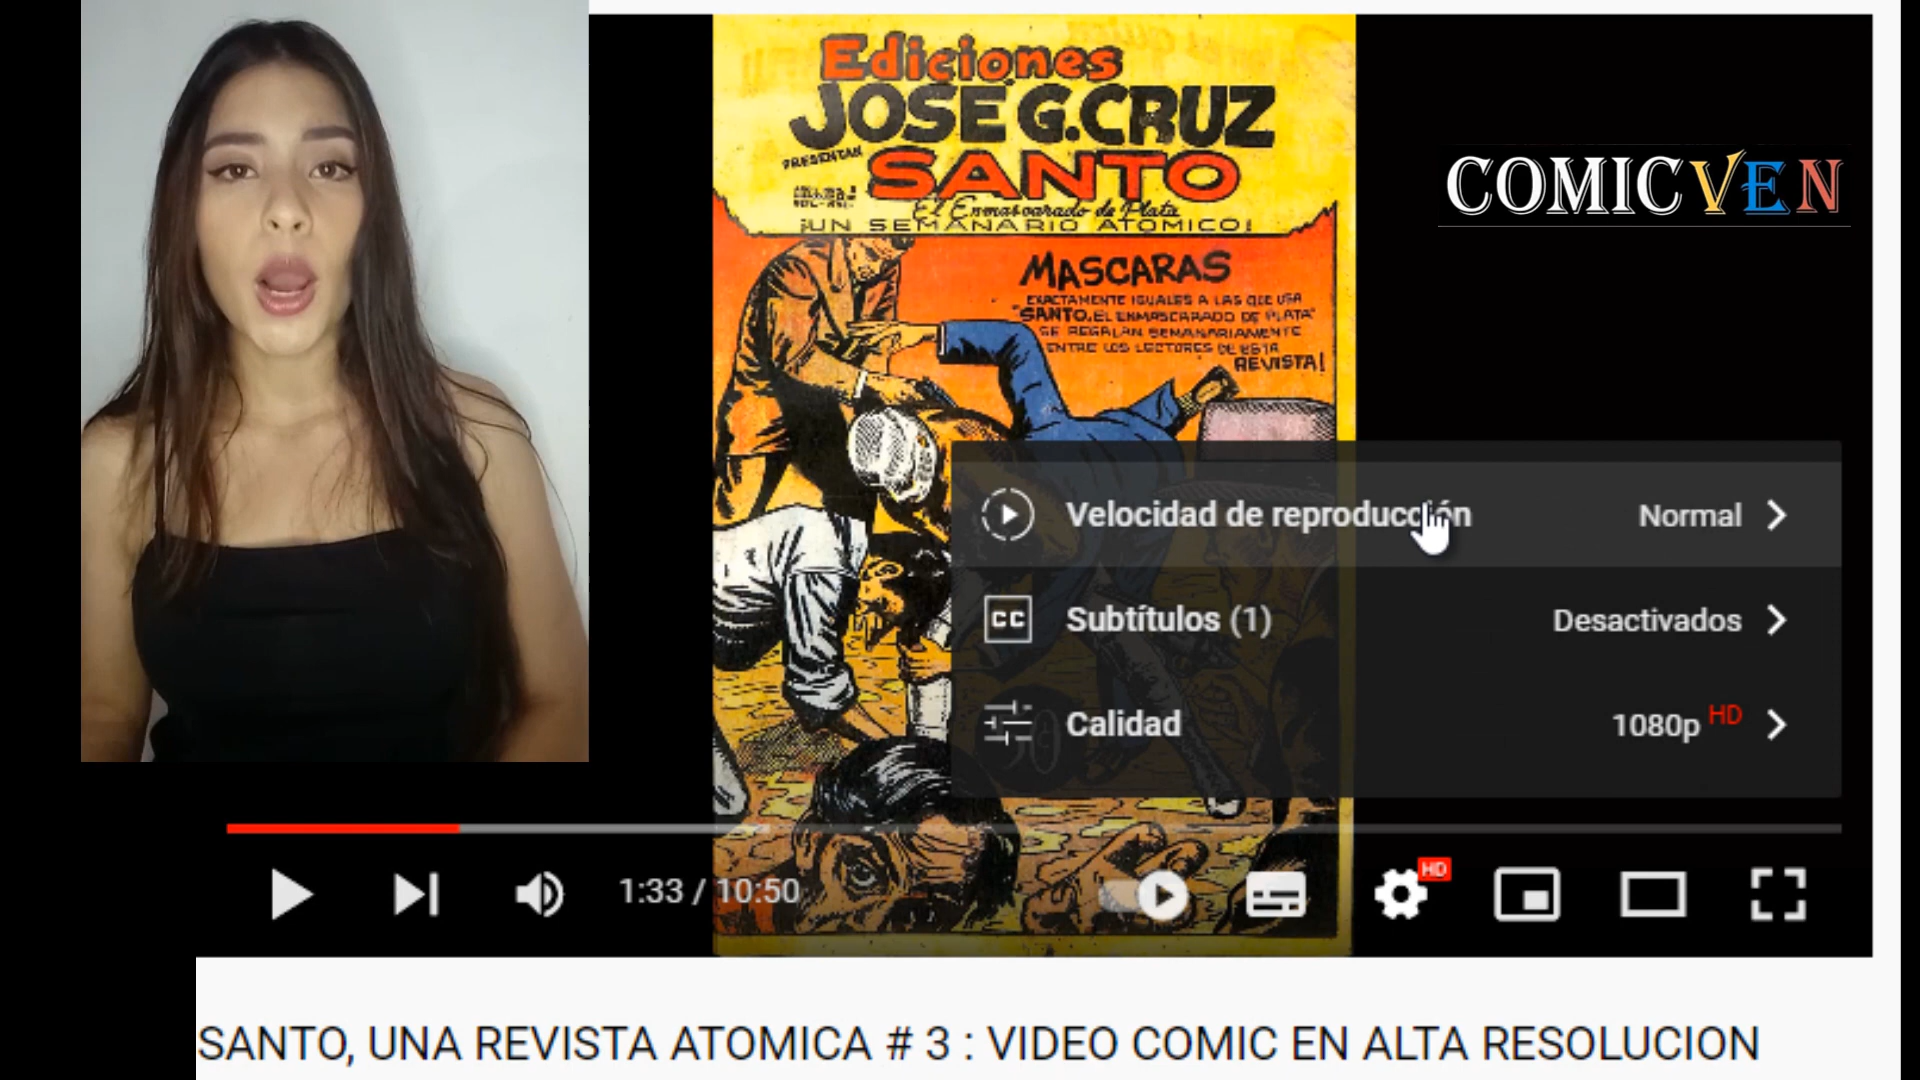 Ediciones
JOSE G. CRUZ
PRESENTAN
SANTO
El Enmascarado de Plata
¡UN SEMANARIO ATOMICO!
MASCARAS
EXACTAMENTE IGUALES A LAS QUE USA
"SANTO, EL ENMASCARADO DE PLATA"
SE REGALAN SEMANARIAMENTE
ENTRE LOS LECTORES DE ESTA
REVISTA!
COMICVEN
Velocidad de reproducción Normal
CC Subtítulos (1) Desactivados
Calidad 1080p HD
1:33 / 10:50
HD
SANTO, UNA REVISTA ATOMICA # 3 : VIDEO COMIC EN ALTA RESOLUCION